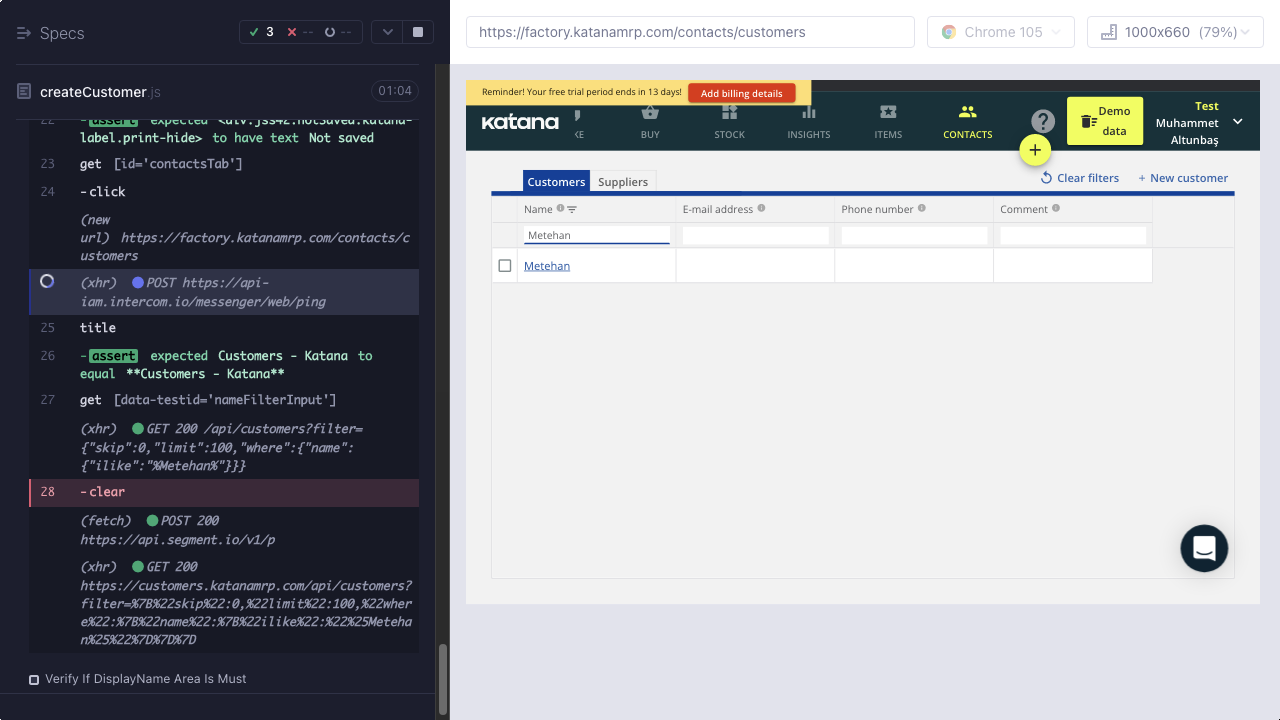 Specs
3
--
--
createCustomer.js
01:04
22 -assert expected <div.jss42.notSaved.katana-
label.print-hide> to have text Not saved
23 get [id='contactsTab']
24 -click
(new
url) https://factory.katanamrp.com/contacts/c
ustomers
(xhr) POST https://api-
iam.intercom.io/messenger/web/ping
25 title
26 -assert expected Customers - Katana to
equal **Customers - Katana**
27 get [data-testid='nameFilterInput']
(xhr) GET 200 /api/customers?filter=
{"skip":0,"limit":100,"where":{"name":
{"ilike":"%Metehan%"}}}
28 -clear
(fetch) POST 200
https://api.segment.io/v1/p
(xhr) GET 200
https://customers.katanamrp.com/api/customers?
filter=%7B%22skip%22:0,%22limit%22:100,%22wher
e%22:%7B%22name%22:%7B%22ilike%22:%22%25Meteha
n%25%22%7D%7D%7D
Verify If DisplayName Area Is Must
https://factory.katanamrp.com/contacts/customers
Chrome 105
1000x660 (79%)
Reminder! Your free trial period ends in 13 days!
Add billing details
katana
KE
BUY
STOCK
INSIGHTS
ITEMS
CONTACTS
?
Demo
data
Test
Muhammet
Altunbaş
+
Customers
Suppliers
Clear filters
+ New customer
Name
E-mail address
Phone number
Comment
Metehan
Metehan